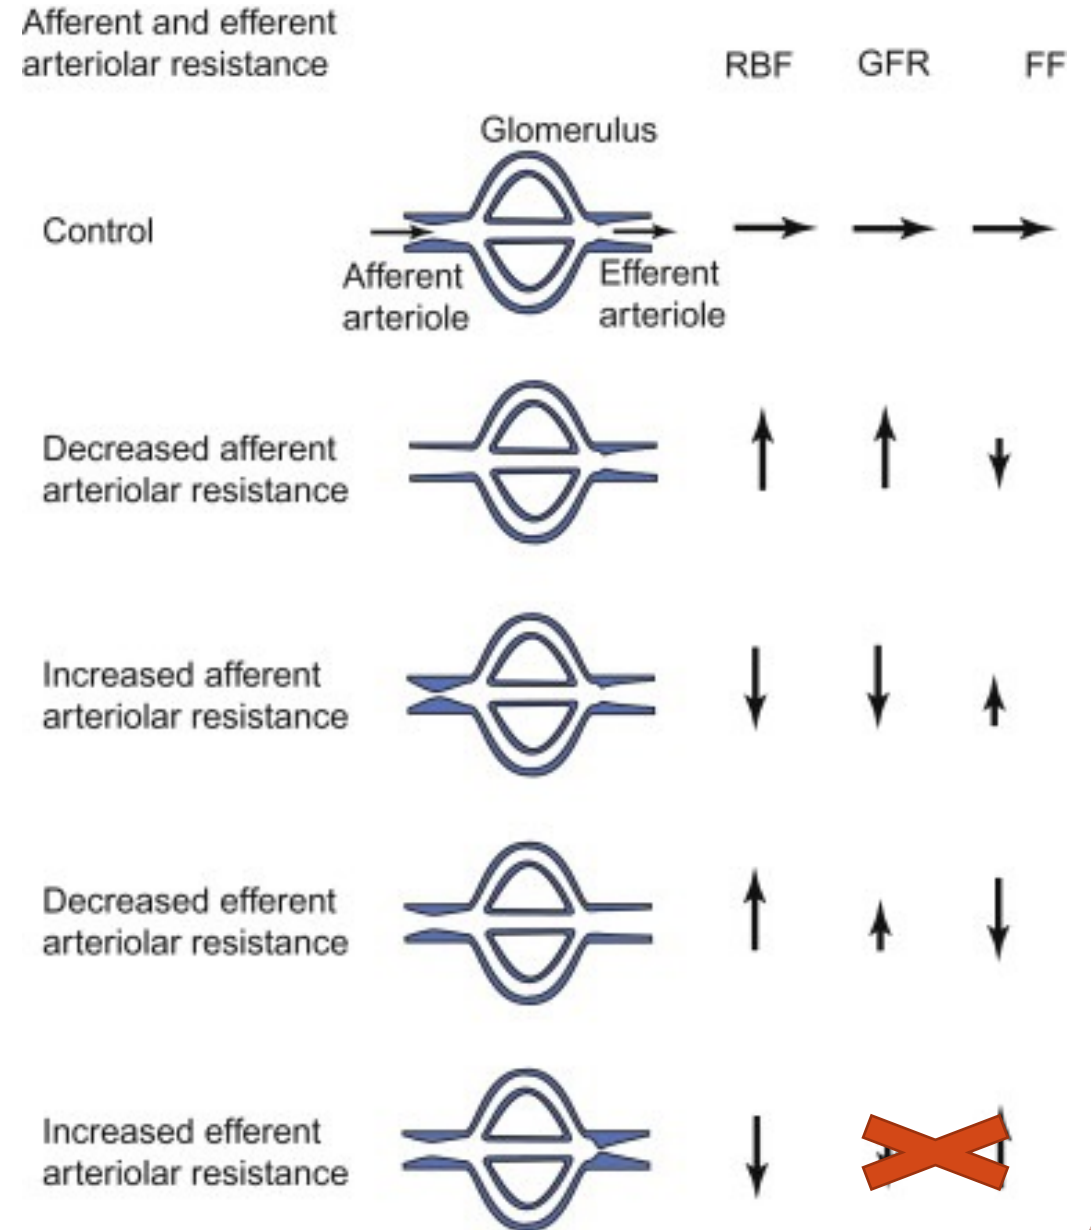 Afferent and efferent
arteriolar resistance
RBF GFR FF
Glomerulus
Control
Afferent
arteriole
Efferent
arteriole
Decreased afferent
arteriolar resistance
Increased afferent
arteriolar resistance
Decreased efferent
arteriolar resistance
Increased efferent
arteriolar resistance